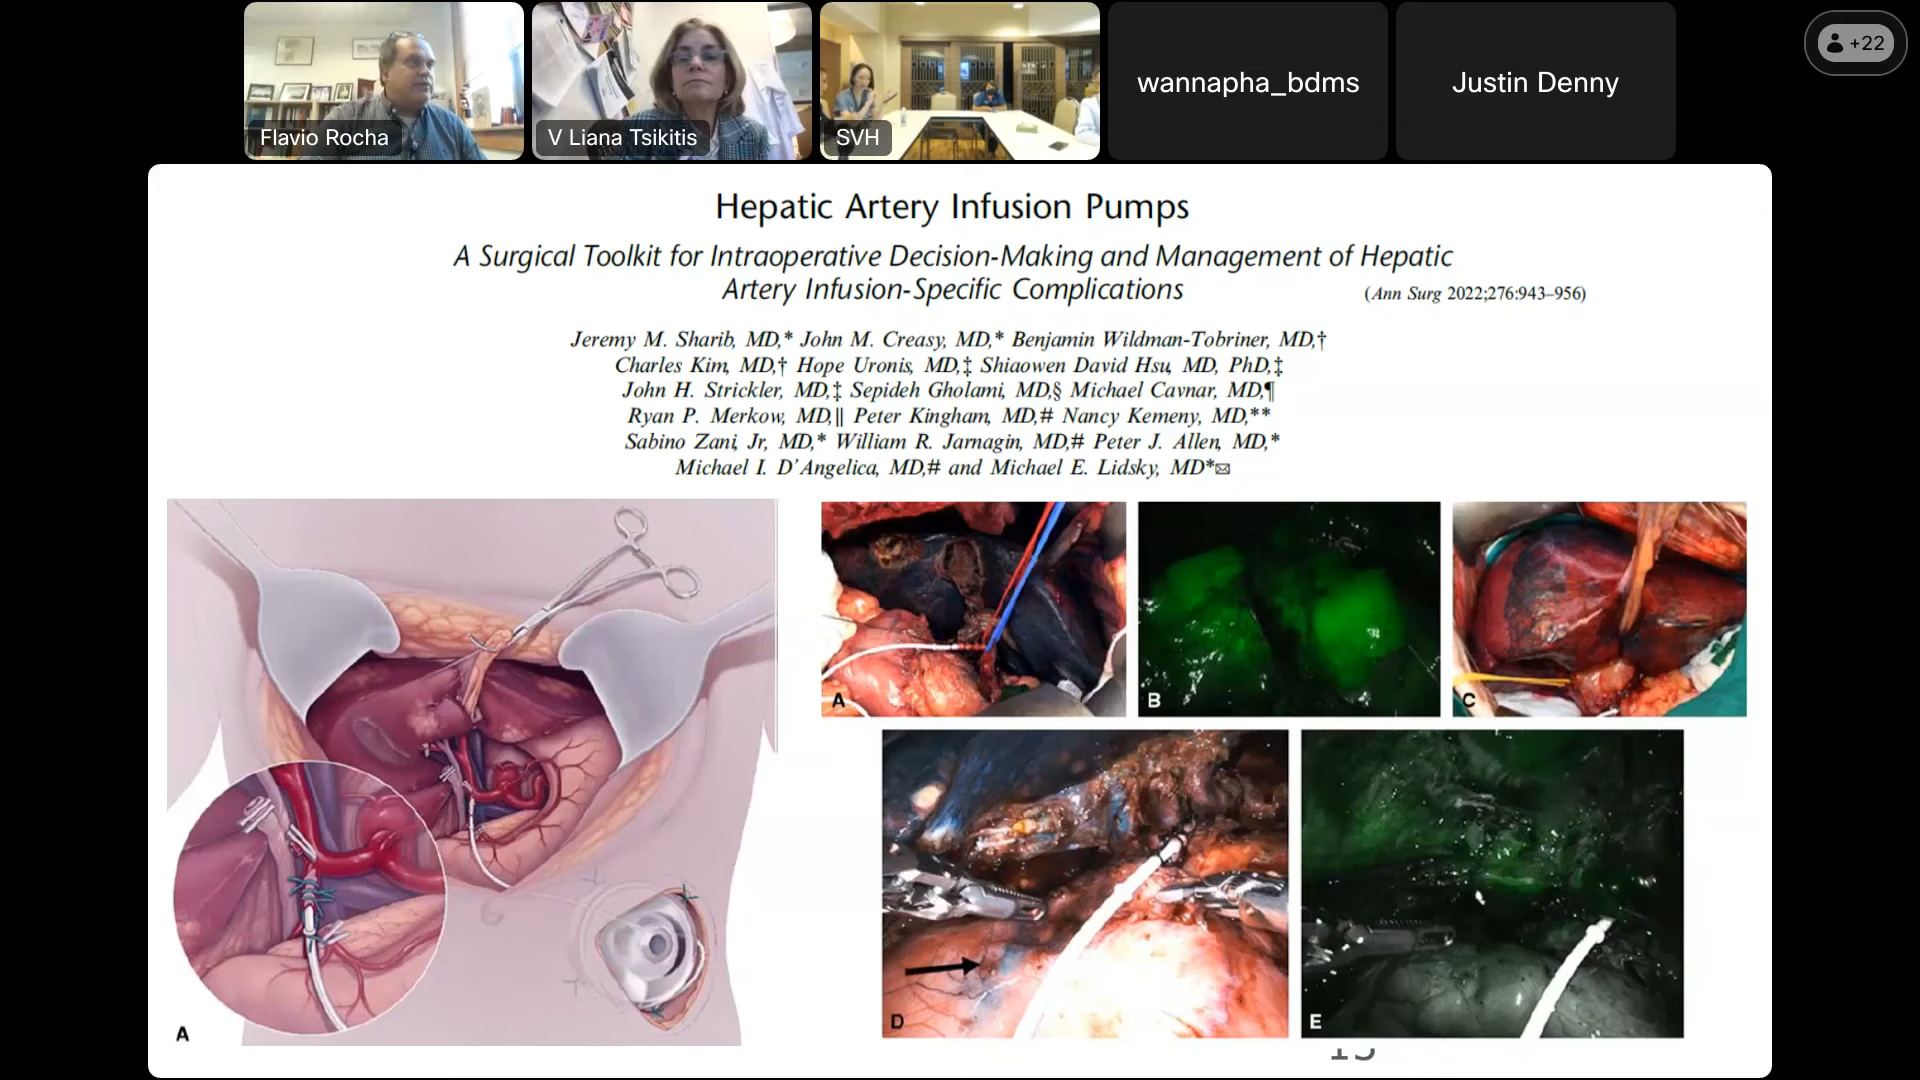 Flavio Rocha
V Liana Tsikitis
SVH
wannapha_bdms
Justin Denny
+22
Hepatic Artery Infusion Pumps
A Surgical Toolkit for Intraoperative Decision-Making and Management of Hepatic
Artery Infusion-Specific Complications
(Ann Surg 2022;276:943–956)
Jeremy M. Sharib, MD,* John M. Creasy, MD,* Benjamin Wildman-Tobriner, MD,†
Charles Kim, MD,† Hope Uronis, MD,‡ Shiaowen David Hsu, MD, PhD,‡
John H. Strickler, MD,‡ Sepideh Gholami, MD,§ Michael Cavnar, MD,¶
Ryan P. Merkow, MD,‖ Peter Kingham, MD,# Nancy Kemeny, MD,**
Sabino Zani, Jr, MD,* William R. Jarnagin, MD,# Peter J. Allen, MD,*
Michael I. D'Angelica, MD,# and Michael E. Lidsky, MD*✉
A
A
B
C
D
E